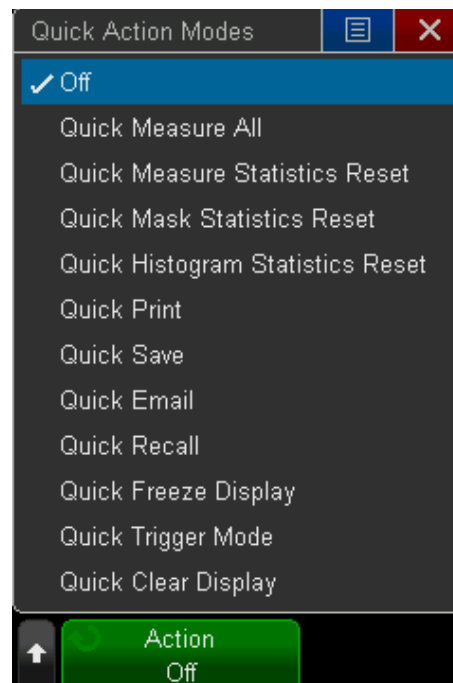 Quick Action Modes
Off
Quick Measure All
Quick Measure Statistics Reset
Quick Mask Statistics Reset
Quick Histogram Statistics Reset
Quick Print
Quick Save
Quick Email
Quick Recall
Quick Freeze Display
Quick Trigger Mode
Quick Clear Display
Action
Off